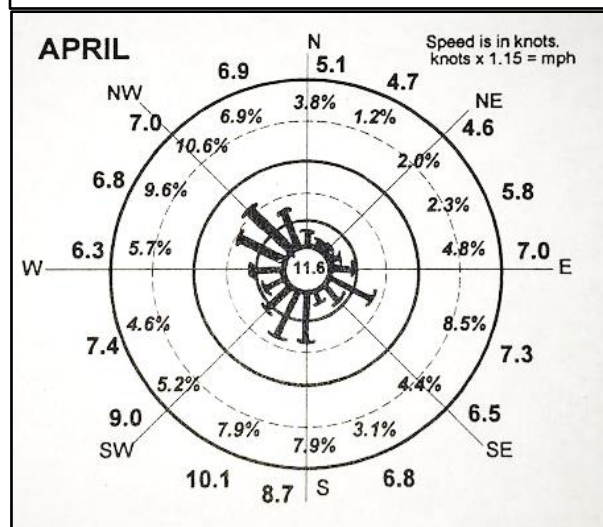 APRIL
Speed is in knots.
knots x 1.15 = mph
N
6.9 5.1 4.7
NW NE
7.0 6.9% 3.8% 1.2% 4.6
10.6% 2.0%
6.8 9.6% 2.3% 5.8
W 6.3 5.7% 11.6 4.8% 7.0 E
7.4 4.6% 8.5% 7.3
5.2% 4.4%
9.0 7.9% 7.9% 3.1% 6.5
SW SE
10.1 8.7 S 6.8